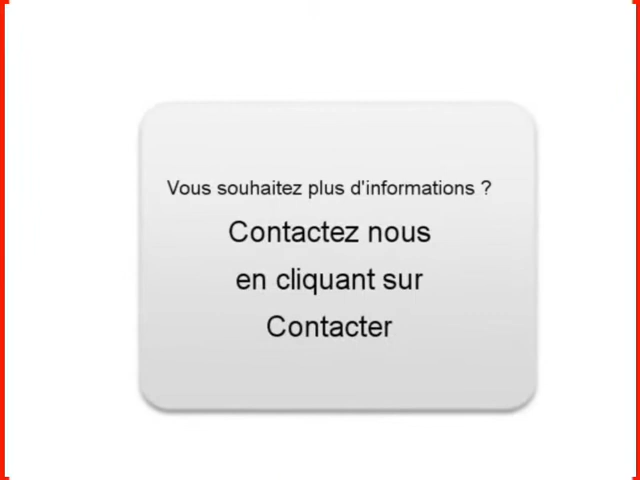 Vous souhaitez plus d'informations ?
Contactez nous
en cliquant sur
Contacter